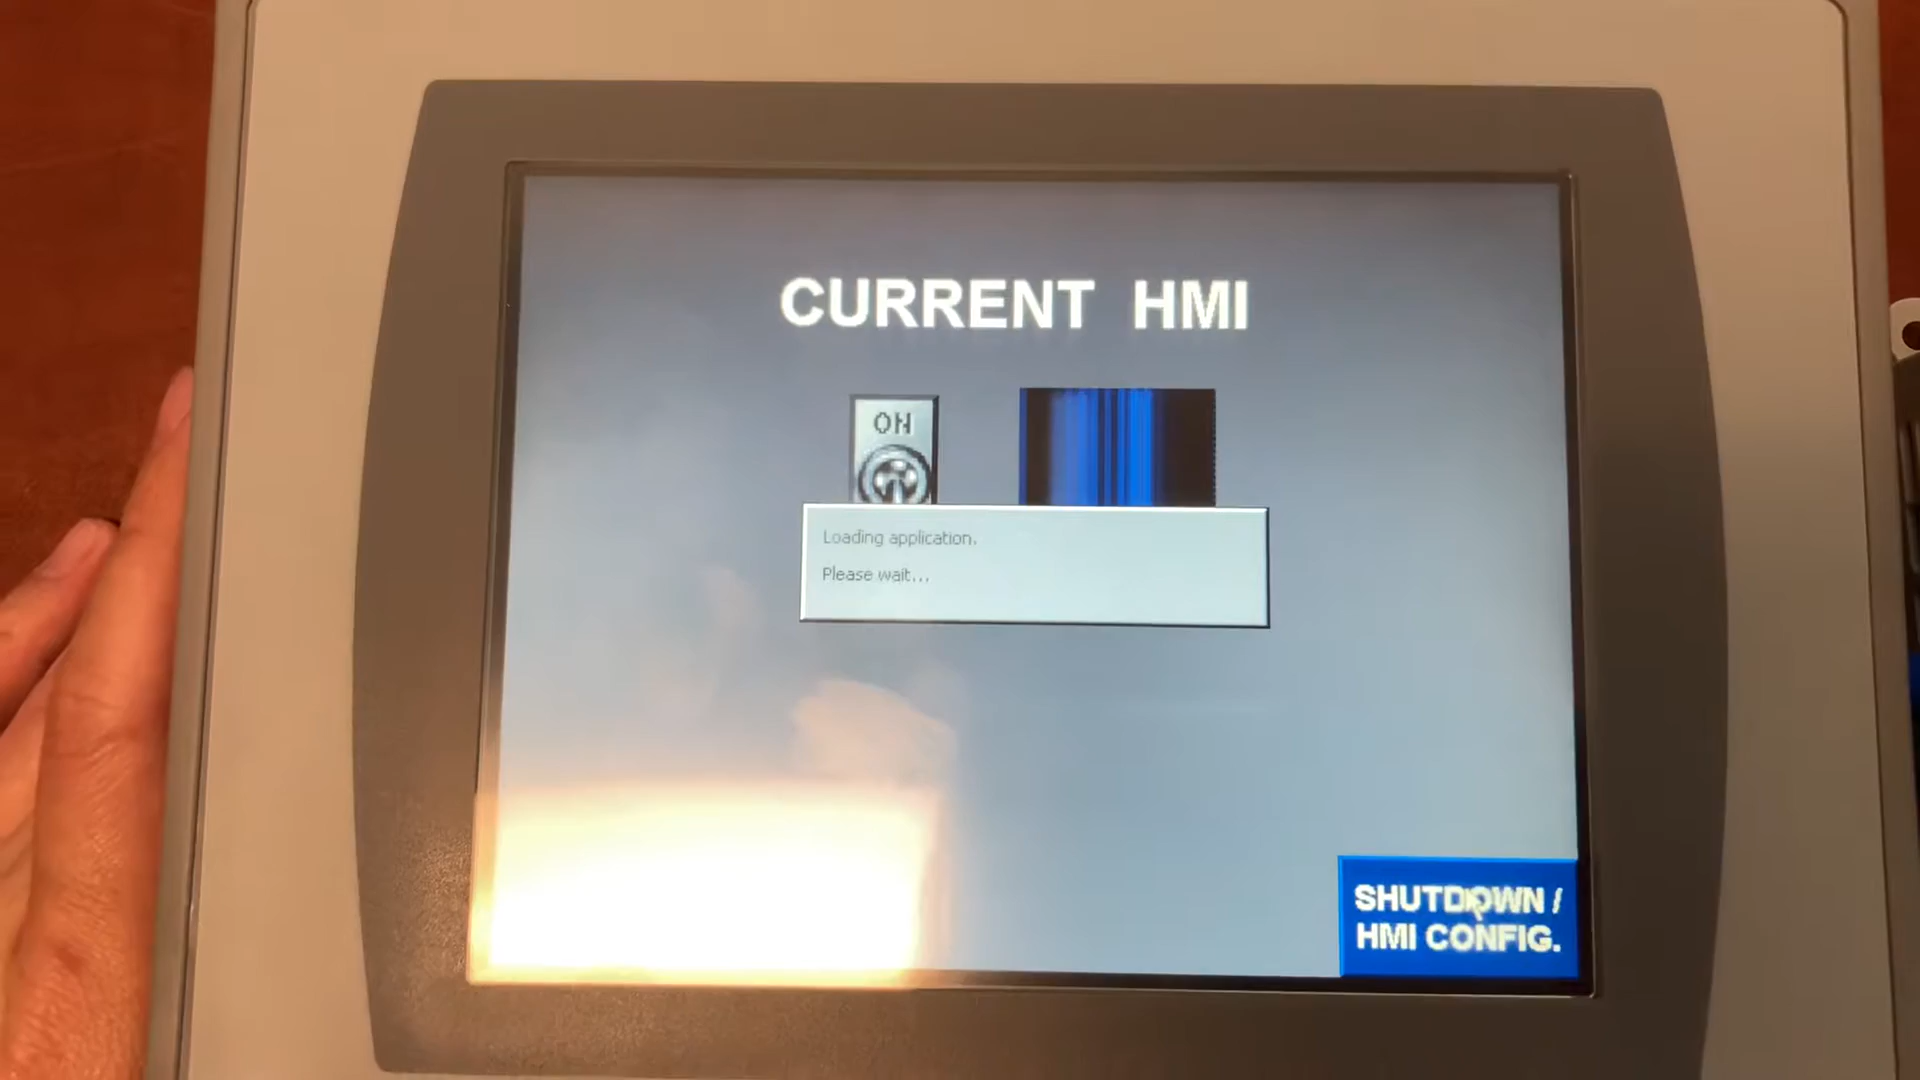 CURRENT HMI
ON
Loading application.
Please wait...
SHUTDOWN /
HMI CONFIG.